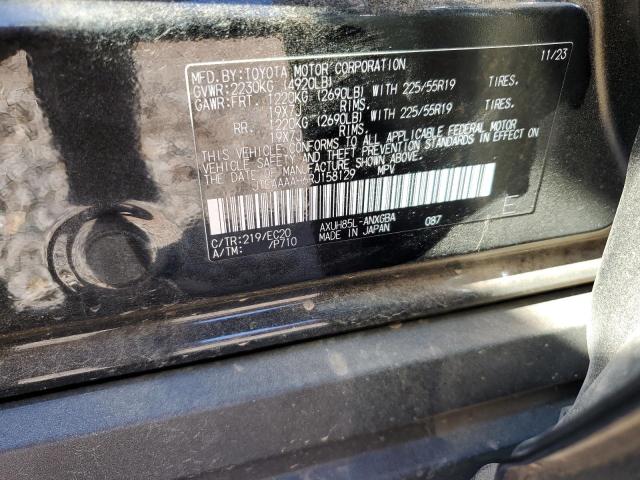 MFD. BY: TOYOTA MOTOR CORPORATION 11/23
GVWR: 2230KG (4920LB)
GAWR: FRT. 1220KG (2690LB) WITH 225/55R19 TIRES.
19X7J RIMS.
RR. 1220KG (2690LB) WITH 225/55R19 TIRES.
19X7J RIMS.
THIS VEHICLE CONFORMS TO ALL APPLICABLE FEDERAL MOTOR
VEHICLE SAFETY AND THEFT PREVENTION STANDARDS IN EFFECT ON
THE DATE OF MANUFACTURE SHOWN ABOVE.
J158129 MPV
E
C/TR: 219/EC20 AXUH85L-ANXGBA 087
A/TM: /P710 MADE IN JAPAN